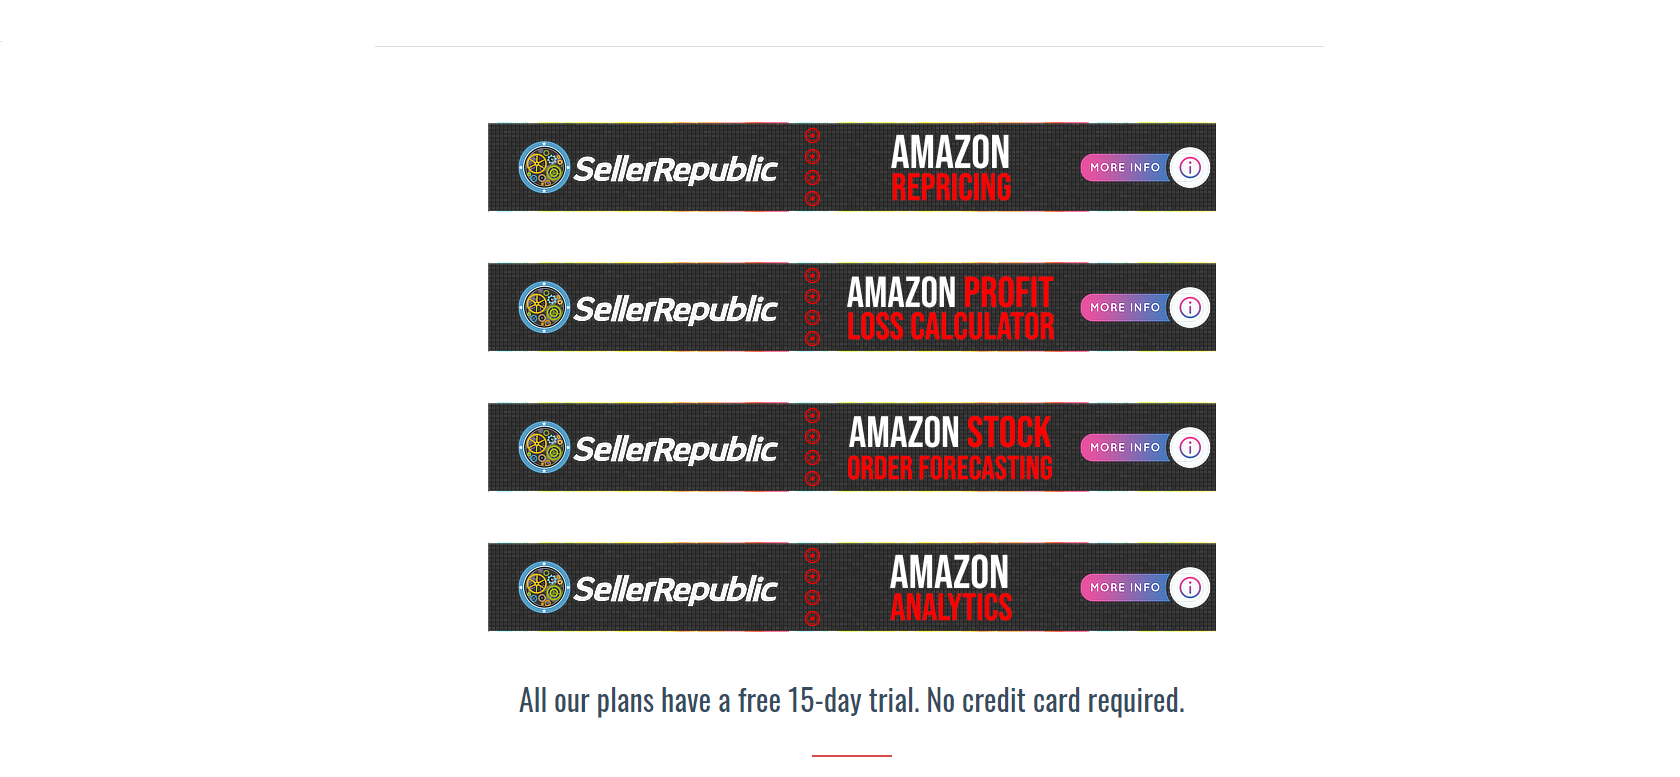 SellerRepublic
AMAZON
REPRICING
MORE INFO
SellerRepublic
AMAZON PROFIT
LOSS CALCULATOR
MORE INFO
SellerRepublic
AMAZON STOCK
ORDER FORECASTING
MORE INFO
SellerRepublic
AMAZON
ANALYTICS
MORE INFO
All our plans have a free 15-day trial. No credit card required.